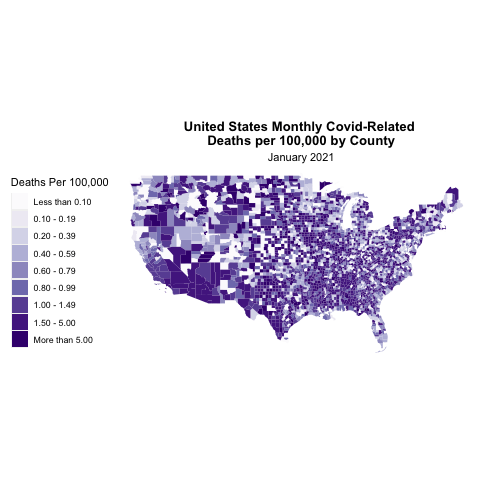 United States Monthly Covid-Related
Deaths per 100,000 by County
January 2021
Deaths Per 100,000
Less than 0.10
0.10 - 0.19
0.20 - 0.39
0.40 - 0.59
0.60 - 0.79
0.80 - 0.99
1.00 - 1.49
1.50 - 5.00
More than 5.00